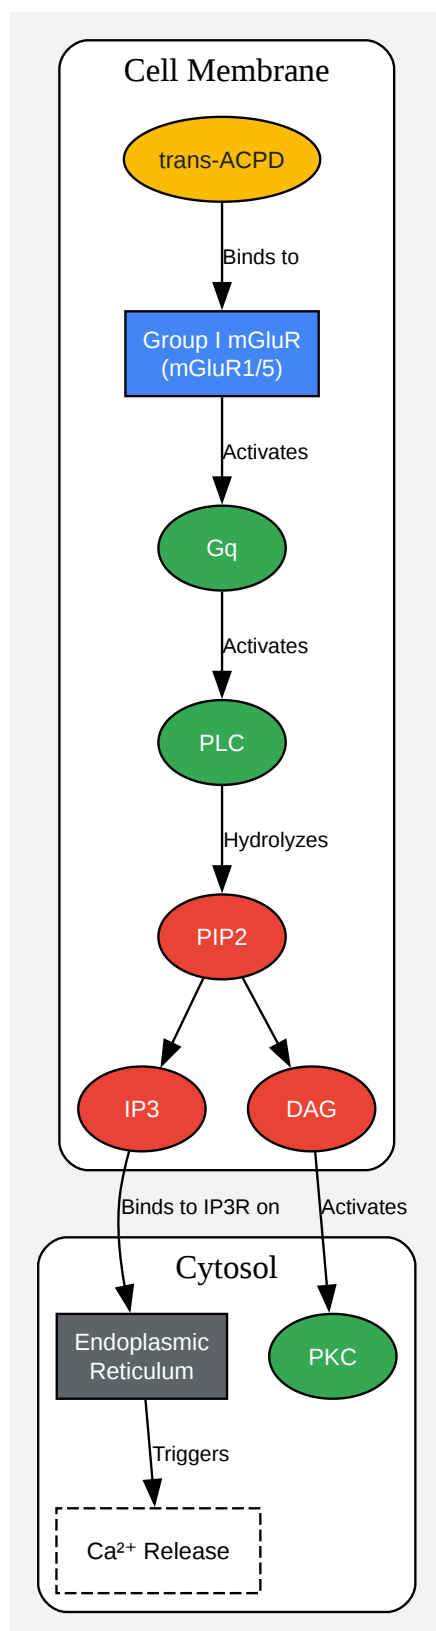 Cell Membrane
trans-ACPD
Binds to
Group I mGluR
(mGluR1/5)
Activates
Gq
Activates
PLC
Hydrolyzes
PIP2
IP3
DAG
Binds to IP3R on
Activates
Cytosol
Endoplasmic
Reticulum
PKC
Triggers
Ca²⁺ Release